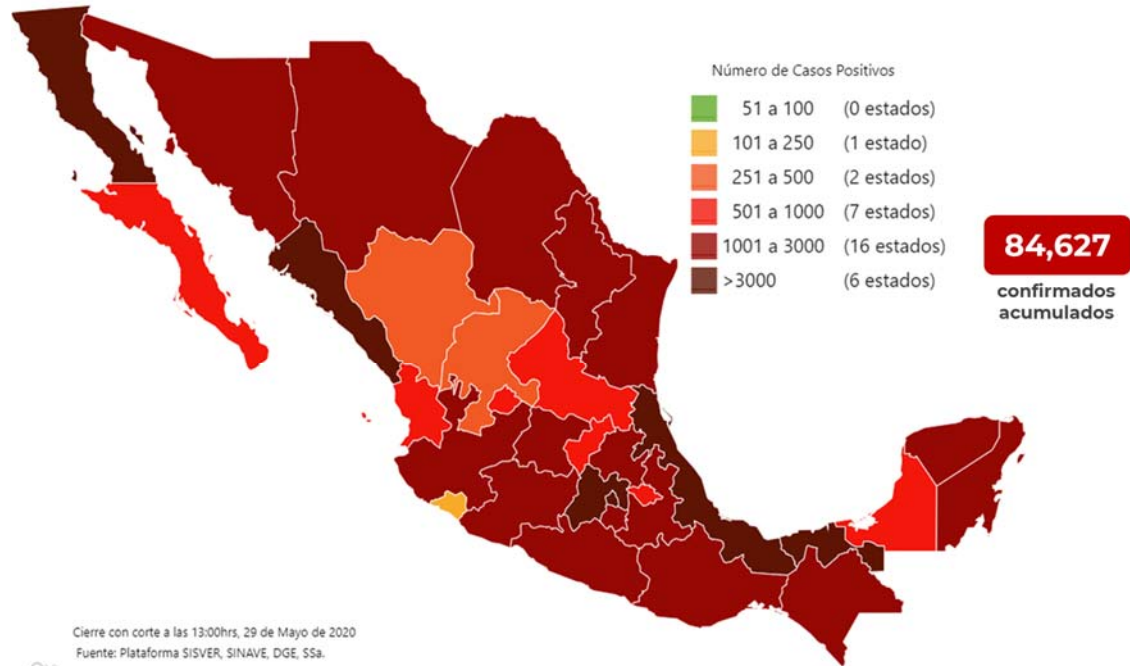 Número de Casos Positivos
51 a 100 (0 estados)
101 a 250 (1 estado)
251 a 500 (2 estados)
501 a 1000 (7 estados)
1001 a 3000 (16 estados)
>3000 (6 estados)
84,627
confirmados
acumulados
Cierre con corte a las 13:00hrs, 29 de Mayo de 2020
Fuente: Plataforma SISVER, SINAVE, DGE, SSa.